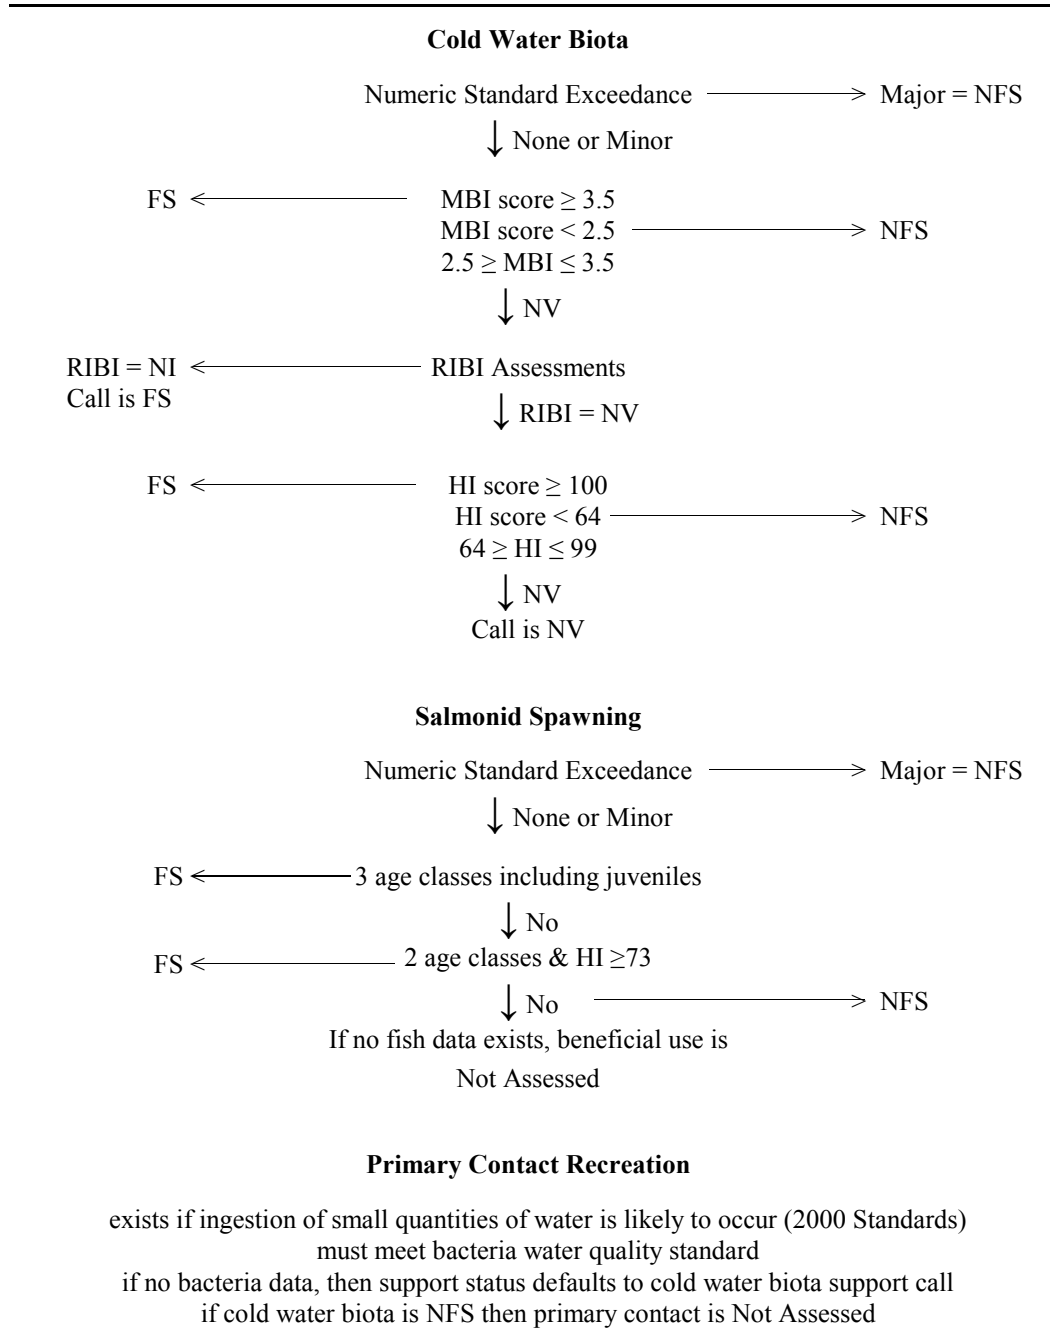 Cold Water Biota
Numeric Standard Exceedance Major = NFS
None or Minor
FS MBI score ≥ 3.5
MBI score < 2.5 NFS
2.5 ≥ MBI ≤ 3.5
NV
RIBI = NI RIBI Assessments
Call is FS
RIBI = NV
FS HI score ≥ 100
HI score < 64 NFS
64 ≥ HI ≤ 99
NV
Call is NV
Salmonid Spawning
Numeric Standard Exceedance Major = NFS
None or Minor
FS 3 age classes including juveniles
No
FS 2 age classes & HI ≥73
No NFS
If no fish data exists, beneficial use is
Not Assessed
Primary Contact Recreation
exists if ingestion of small quantities of water is likely to occur (2000 Standards)
must meet bacteria water quality standard
if no bacteria data, then support status defaults to cold water biota support call
if cold water biota is NFS then primary contact is Not Assessed